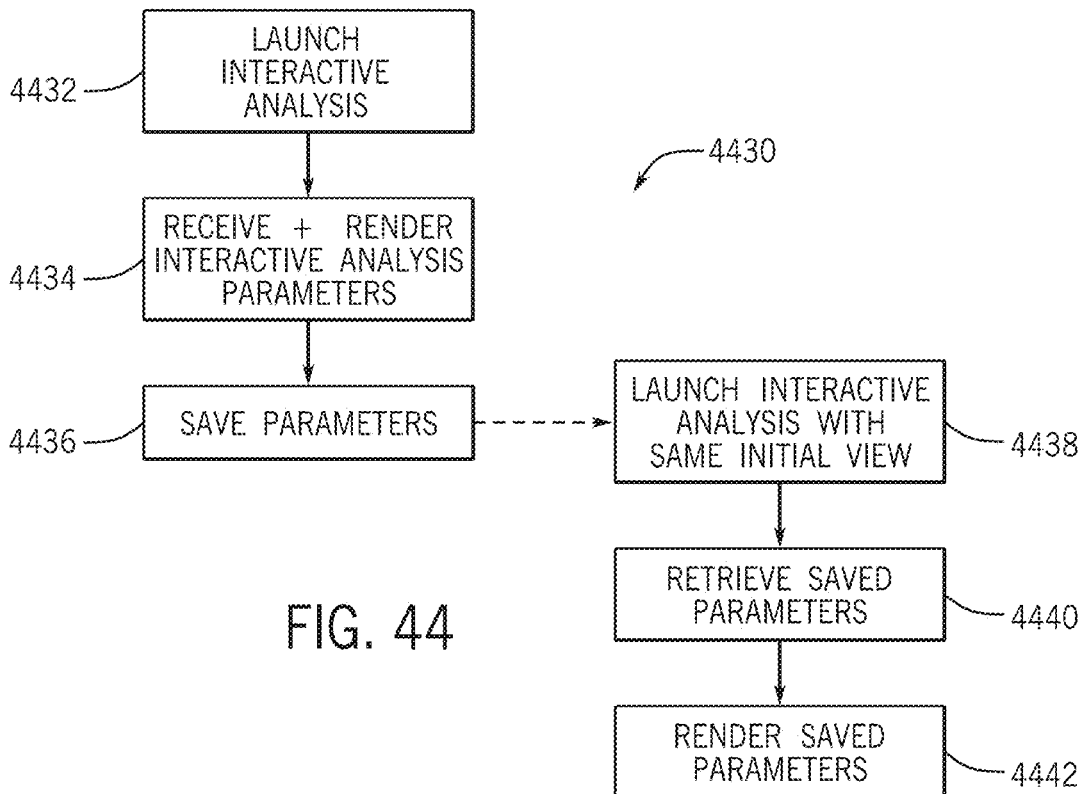 LAUNCH
INTERACTIVE
ANALYSIS
4432
4430
RECEIVE + RENDER
INTERACTIVE ANALYSIS
PARAMETERS
4434
SAVE PARAMETERS
4436
LAUNCH INTERACTIVE
ANALYSIS WITH
SAME INITIAL VIEW
4438
RETRIEVE SAVED
PARAMETERS
4440
FIG. 44
RENDER SAVED
PARAMETERS
4442